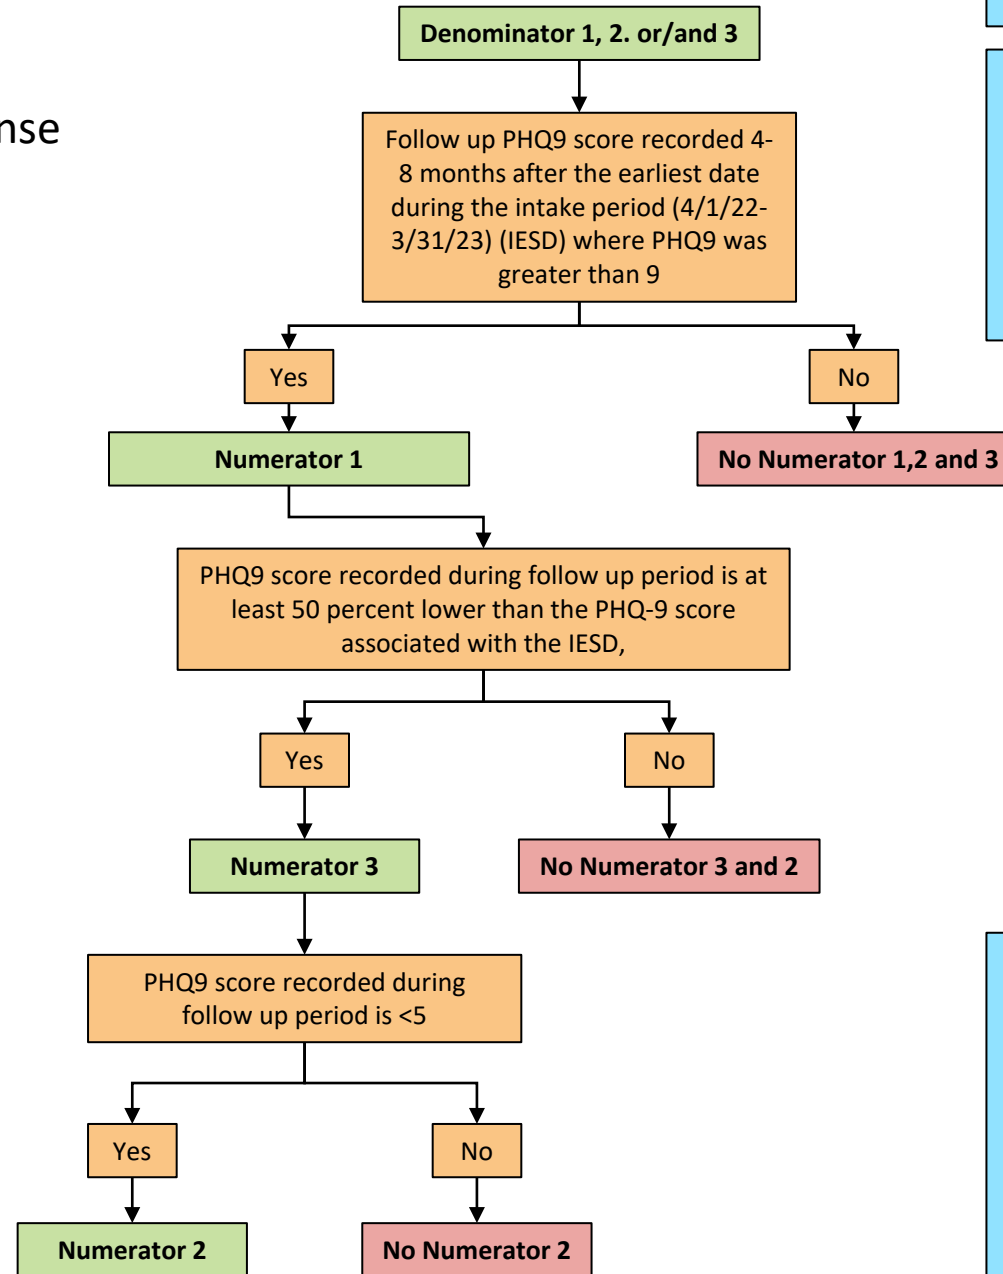 Denominator 1, 2. or/and 3
nse
Follow up PHQ9 score recorded 4-
8 months after the earliest date
during the intake period (4/1/22-
3/31/23) (IESD) where PHQ9 was
greater than 9
Yes
No
Numerator 1
No Numerator 1,2 and 3
PHQ9 score recorded during follow up period is at
least 50 percent lower than the PHQ-9 score
associated with the IESD,
Yes
No
Numerator 3
No Numerator 3 and 2
PHQ9 score recorded during
follow up period is <5
Yes
No
Numerator 2
No Numerator 2